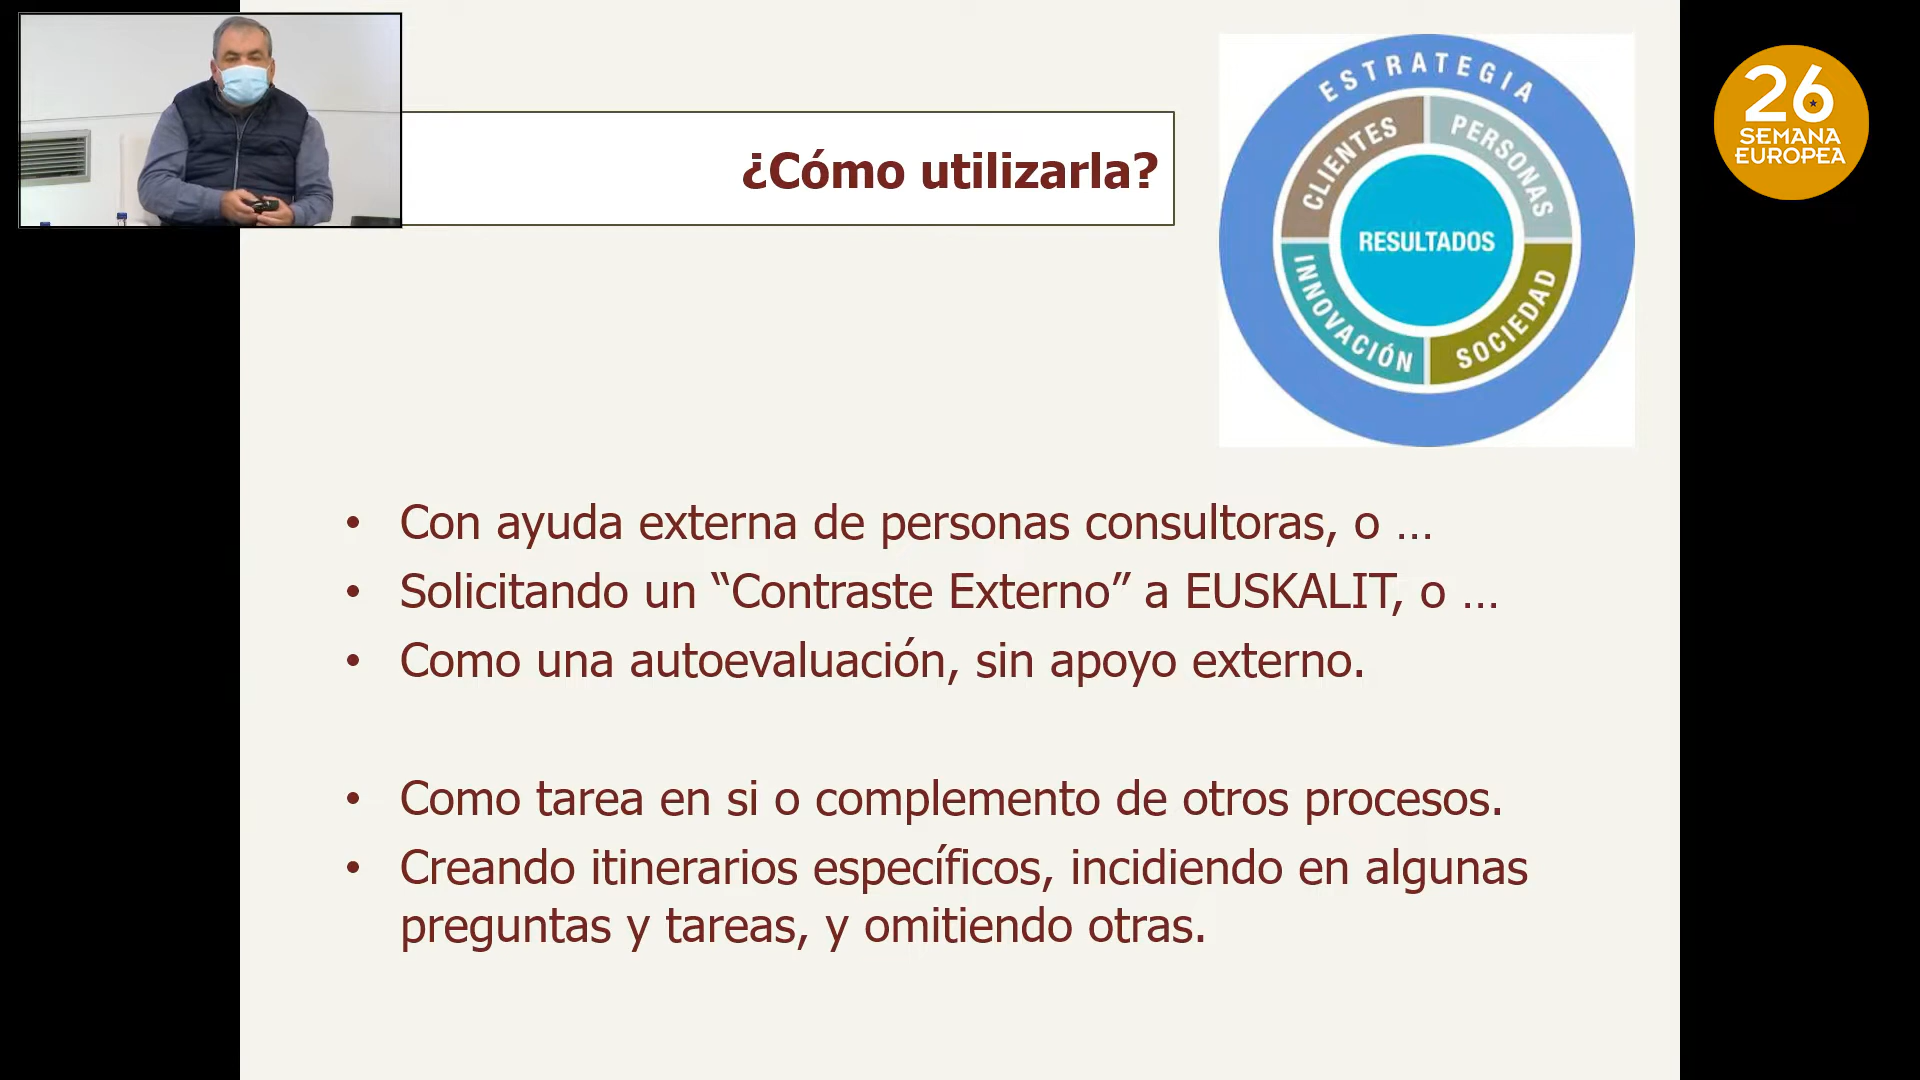 ¿Cómo utilizarla?
ESTRATEGIA
CLIENTES
PERSONAS
RESULTADOS
INNOVACIÓN
SOCIEDAD
26
SEMANA
EUROPEA
• Con ayuda externa de personas consultoras, o ...
• Solicitando un “Contraste Externo” a EUSKALIT, o ...
• Como una autoevaluación, sin apoyo externo.
• Como tarea en si o complemento de otros procesos.
• Creando itinerarios específicos, incidiendo en algunas
preguntas y tareas, y omitiendo otras.